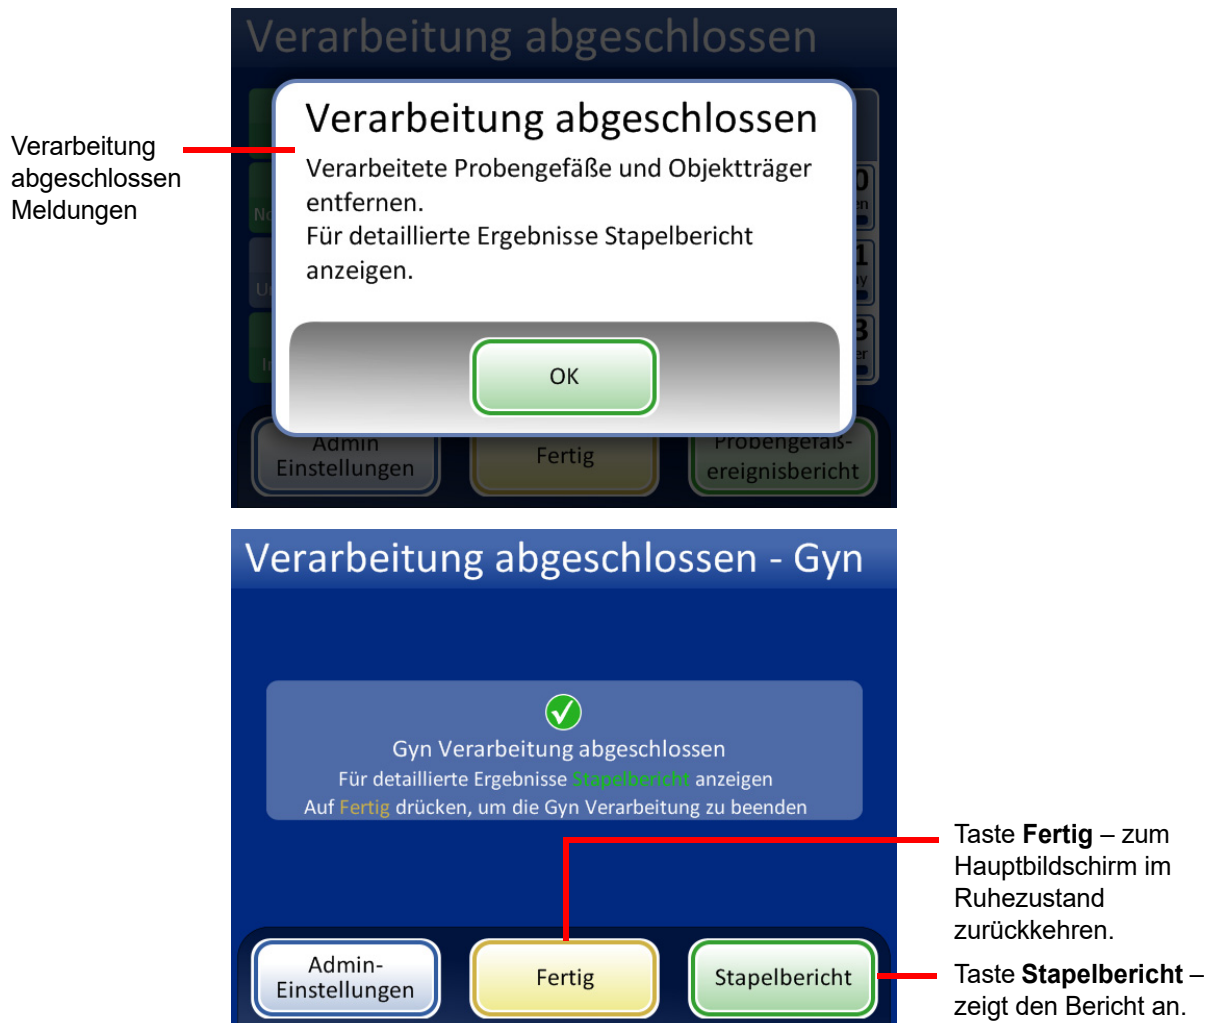 Verarbeitung abgeschlossen
Verarbeitung
abgeschlossen
Meldungen
Verarbeitung abgeschlossen
Verarbeitete Probengefäße und Objektträger
entfernen.
Für detaillierte Ergebnisse Stapelbericht
anzeigen.
OK
Admin
Einstellungen
Fertig
Probengefäß-
ereignisbericht
Verarbeitung abgeschlossen - Gyn
Gyn Verarbeitung abgeschlossen
Für detaillierte Ergebnisse Stapelbericht anzeigen
Auf Fertig drücken, um die Gyn Verarbeitung zu beenden
Admin-
Einstellungen
Fertig
Stapelbericht
Taste Fertig – zum
Hauptbildschirm im
Ruhezustand
zurückkehren.
Taste Stapelbericht –
zeigt den Bericht an.